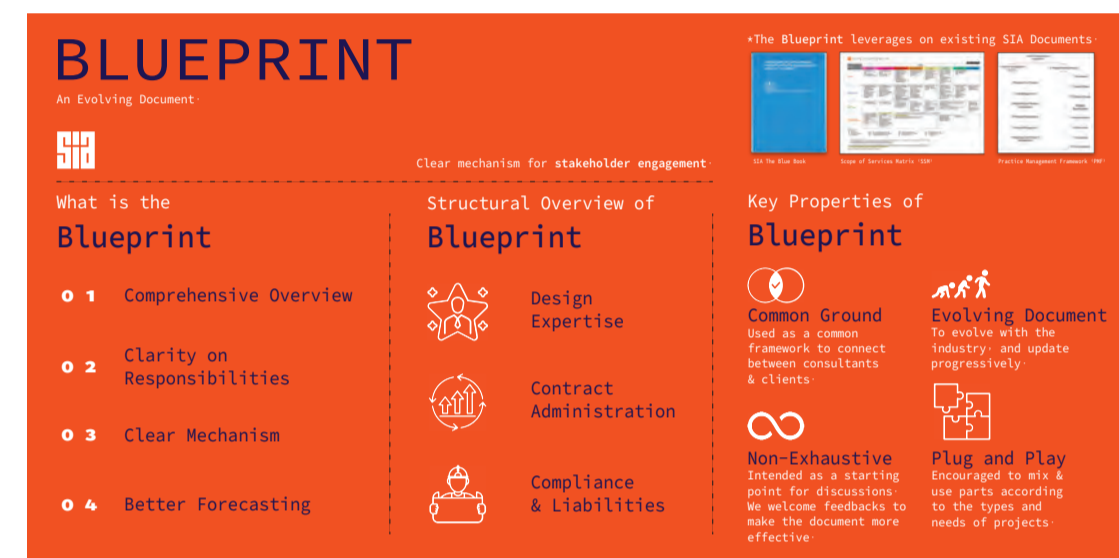 BLUEPRINT
An Evolving Document·
sia
Clear mechanism for stakeholder engagement·
*The Blueprint leverages on existing SIA Documents·
SIA The Blue Book
Scope of Services Matrix 'SSM'
Practice Management Framework 'PMF'
What is the
Blueprint
0 1 Comprehensive Overview
0 2 Clarity on
Responsibilities
0 3 Clear Mechanism
0 4 Better Forecasting
Structural Overview of
Blueprint
Design
Expertise
Contract
Administration
Compliance
& Liabilities
Key Properties of
Blueprint
Common Ground
Used as a common
framework to connect
between consultants
& clients·
Evolving Document
To evolve with the
industry· and update
progressively·
Non-Exhaustive
Intended as a starting
point for discussions·
We welcome feedbacks to
make the document more
effective·
Plug and Play
Encouraged to mix &
use parts according
to the types and
needs of projects·